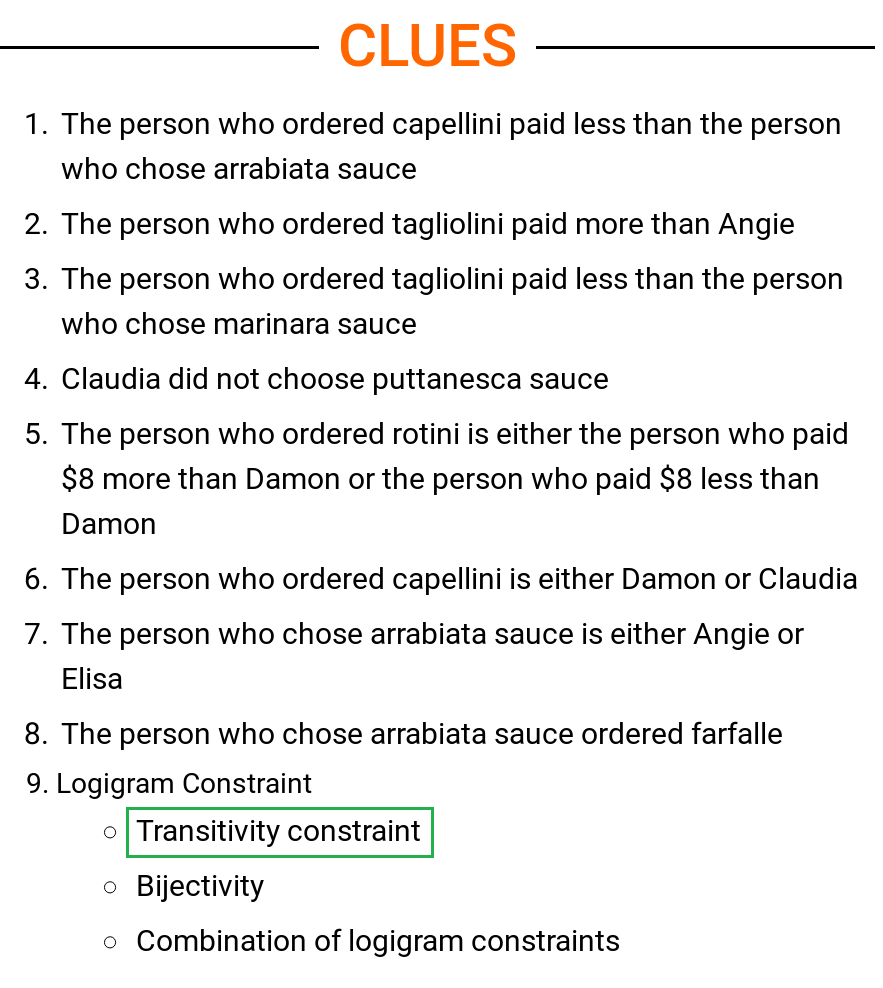 CLUES
1. The person who ordered capellini paid less than the person
who chose arrabiata sauce
2. The person who ordered tagliolini paid more than Angie
3. The person who ordered tagliolini paid less than the person
who chose marinara sauce
4. Claudia did not choose puttanesca sauce
5. The person who ordered rotini is either the person who paid
$8 more than Damon or the person who paid $8 less than
Damon
6. The person who ordered capellini is either Damon or Claudia
7. The person who chose arrabiata sauce is either Angie or
Elisa
8. The person who chose arrabiata sauce ordered farfalle
9. Logigram Constraint
○ Transitivity constraint
○ Bijectivity
○ Combination of logigram constraints